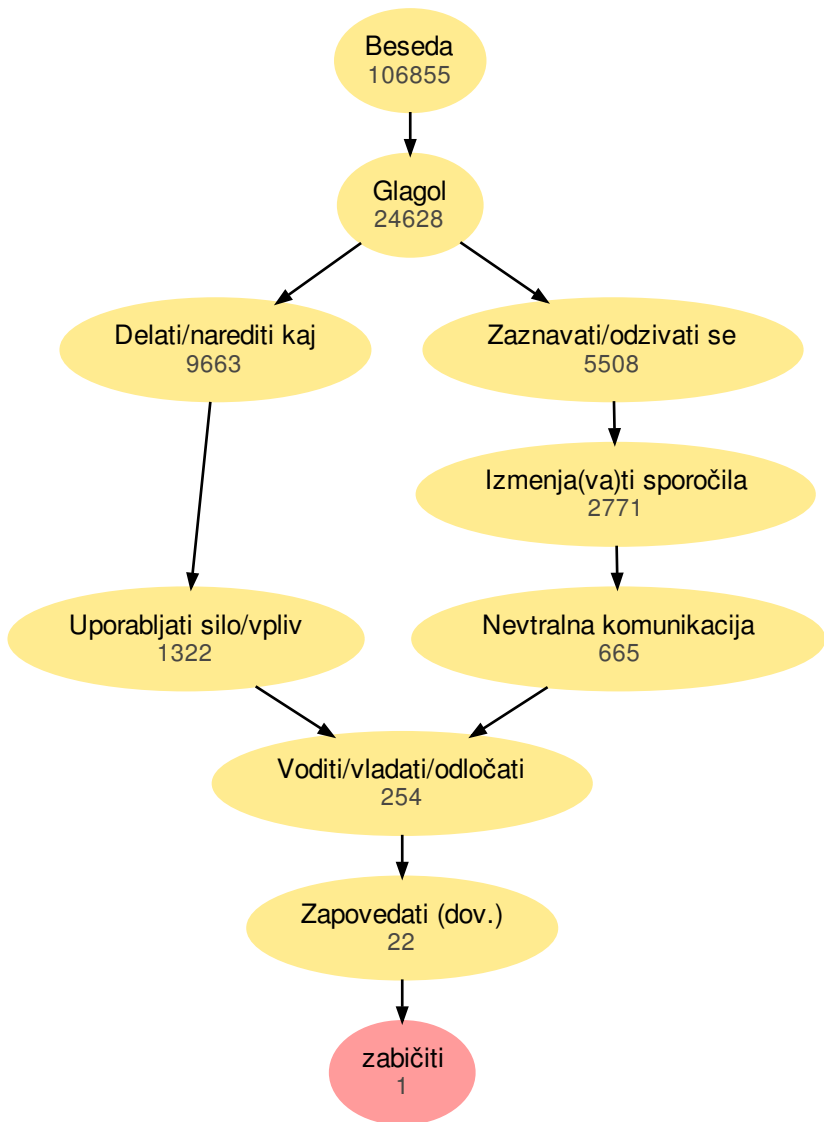 Beseda
106855
Glagol
24628
Delati/narediti kaj
9663
Zaznavati/odzivati se
5508
Izmenja(va)ti sporočila
2771
Uporabljati silo/vpliv
1322
Nevtralna komunikacija
665
Voditi/vladati/odločati
254
Zapovedati (dov.)
22
zabičiti
1